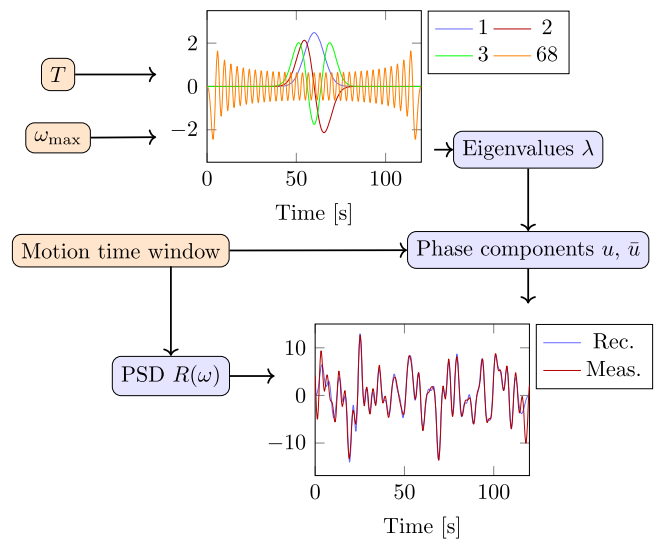 1 2
3 68
2
0
−2
0 50 100
Time [s]
T
ω_max
Eigenvalues λ
Motion time window
Phase components u, ū
PSD R(ω)
Rec.
Meas.
10
0
−10
0 50 100
Time [s]